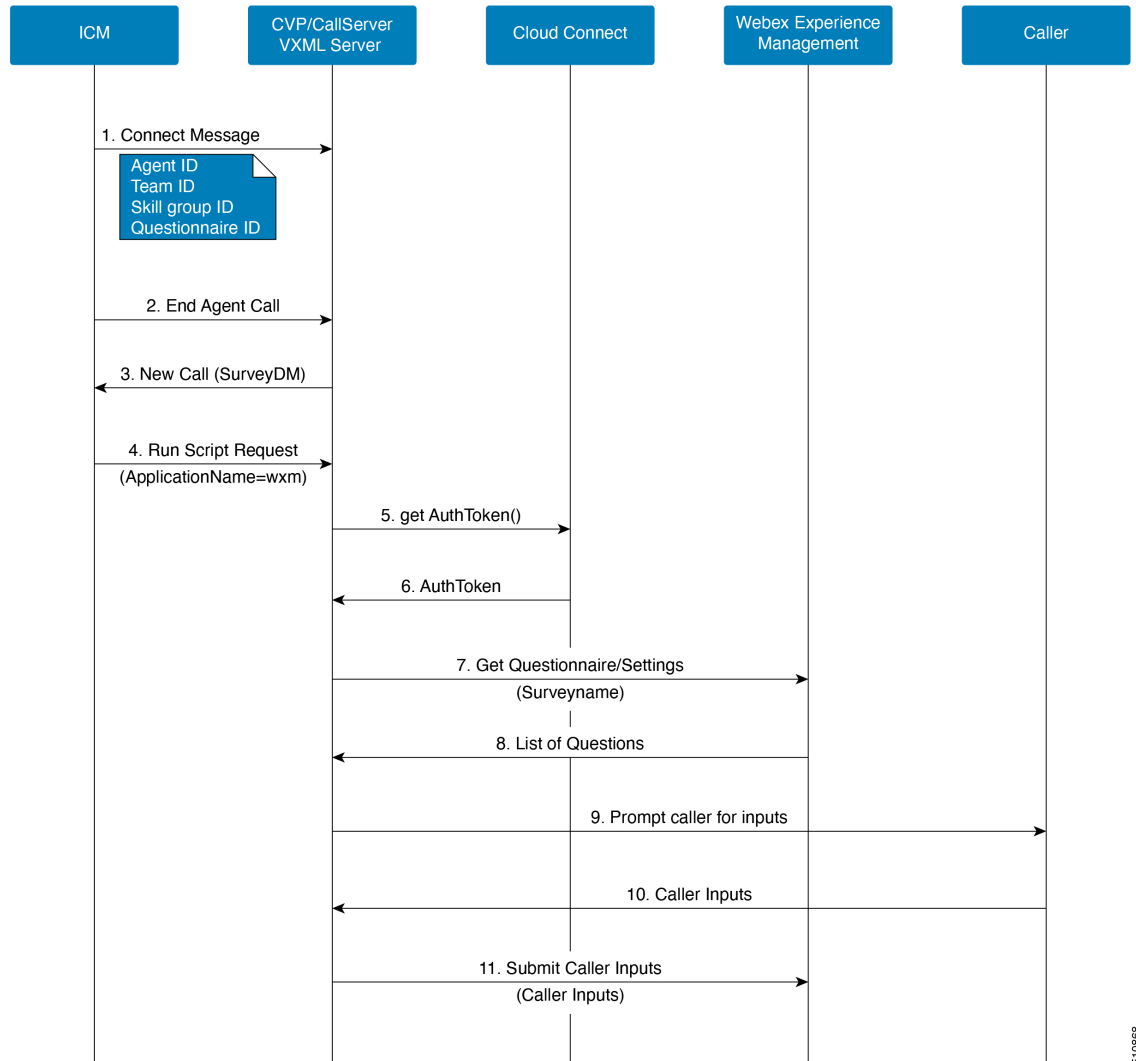 ICM
CVP/CallServer
VXML Server
Cloud Connect
Webex Experience
Management
Caller
1. Connect Message
Agent ID
Team ID
Skill group ID
Questionnaire ID
2. End Agent Call
3. New Call (SurveyDM)
4. Run Script Request
(ApplicationName=wxm)
5. get AuthToken()
6. AuthToken
7. Get Questionnaire/Settings
(Surveyname)
8. List of Questions
9. Prompt caller for inputs
10. Caller Inputs
11. Submit Caller Inputs
(Caller Inputs)